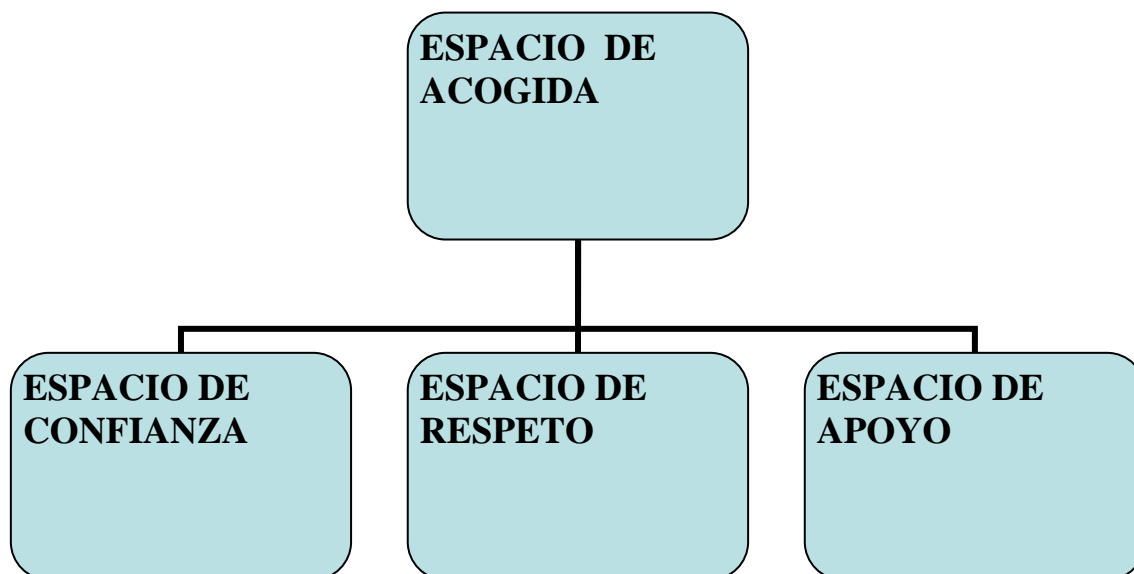 ESPACIO  DE
ACOGIDA
ESPACIO DE
CONFIANZA
ESPACIO DE
RESPETO
ESPACIO DE
APOYO